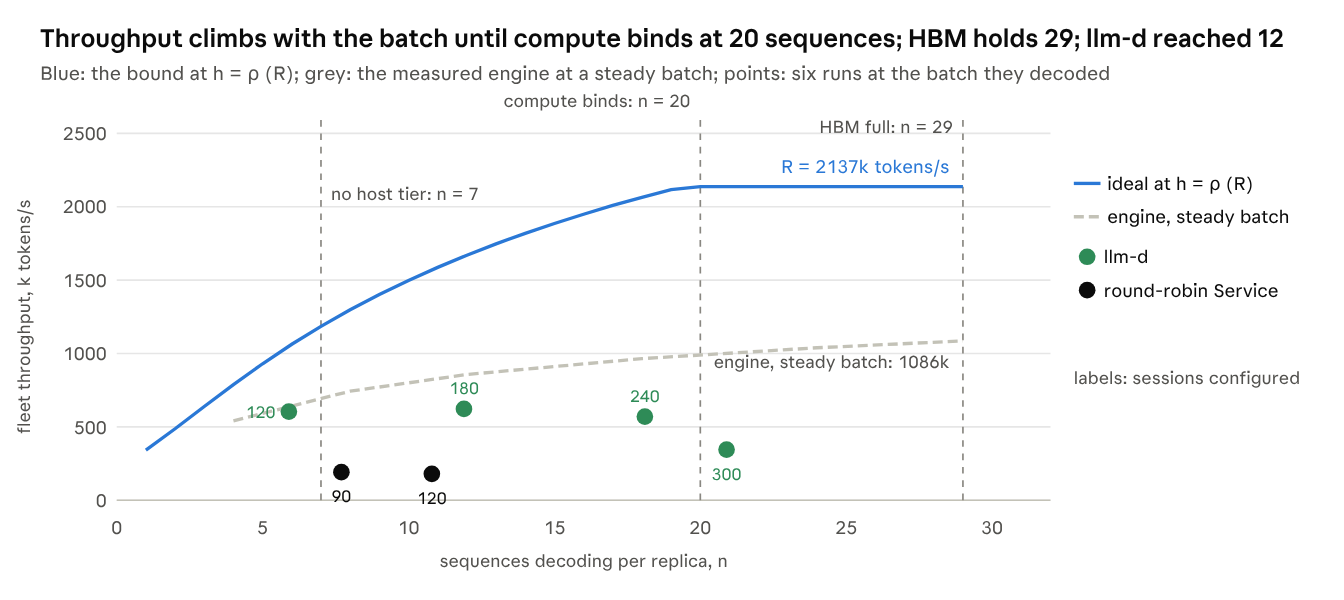 Throughput climbs with the batch until compute binds at 20 sequences; HBM holds 29; llm-d reached 12
Blue: the bound at h = ρ (R); grey: the measured engine at a steady batch; points: six runs at the batch they decoded
compute binds: n = 20
HBM full: n = 29
R = 2137k tokens/s
no host tier: n = 7
engine, steady batch: 1086k
fleet throughput, k tokens/s
2500
2000
1500
1000
500
0
120
180
240
300
90
120
0 5 10 15 20 25 30
sequences decoding per replica, n
ideal at h = ρ (R)
engine, steady batch
llm-d
round-robin Service
labels: sessions configured